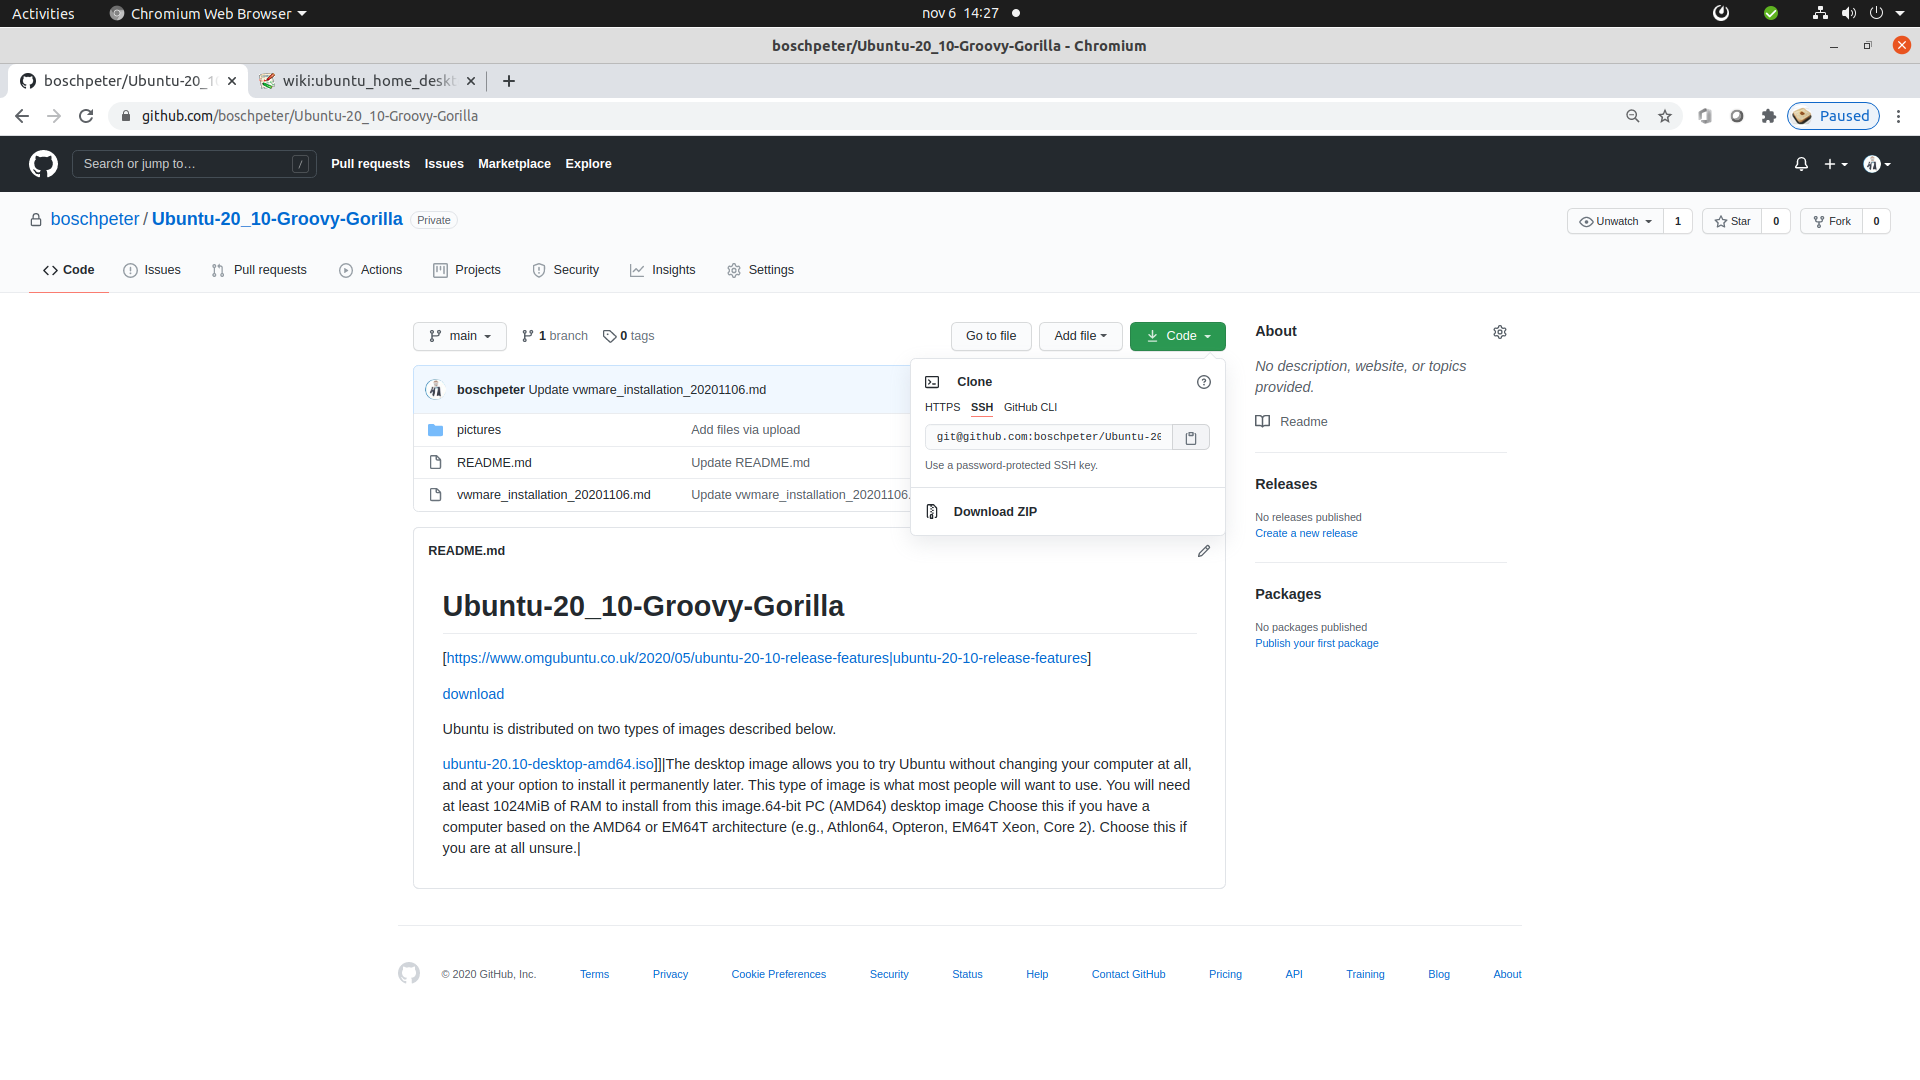 Activities Chromium Web Browser nov 6 14:27
boschpeter/Ubuntu-20_10-Groovy-Gorilla - Chromium
boschpeter/Ubuntu-20_1 wiki:ubuntu_home_deskt
github.com/boschpeter/Ubuntu-20_10-Groovy-Gorilla Paused
Search or jump to… / Pull requests Issues Marketplace Explore
boschpeter / Ubuntu-20_10-Groovy-Gorilla Private Unwatch 1 Star 0 Fork 0
Code Issues Pull requests Actions Projects Security Insights Settings
main 1 branch 0 tags Go to file Add file Code
boschpeter Update vwmare_installation_20201106.md
pictures Add files via upload
README.md Update README.md
vwmare_installation_20201106.md Update vwmare_installation_20201106.
Clone
HTTPS SSH GitHub CLI
git@github.com:boschpeter/Ubuntu-20
Use a password-protected SSH key.
Download ZIP
README.md
Ubuntu-20_10-Groovy-Gorilla
[https://www.omgubuntu.co.uk/2020/05/ubuntu-20-10-release-features|ubuntu-20-10-release-features]
download
Ubuntu is distributed on two types of images described below.
ubuntu-20.10-desktop-amd64.iso]]|The desktop image allows you to try Ubuntu without changing your computer at all,
and at your option to install it permanently later. This type of image is what most people will want to use. You will need
at least 1024MiB of RAM to install from this image.64-bit PC (AMD64) desktop image Choose this if you have a
computer based on the AMD64 or EM64T architecture (e.g., Athlon64, Opteron, EM64T Xeon, Core 2). Choose this if
you are at all unsure.|
About
No description, website, or topics
provided.
Readme
Releases
No releases published
Create a new release
Packages
No packages published
Publish your first package
© 2020 GitHub, Inc. Terms Privacy Cookie Preferences Security Status Help Contact GitHub Pricing API Training Blog About